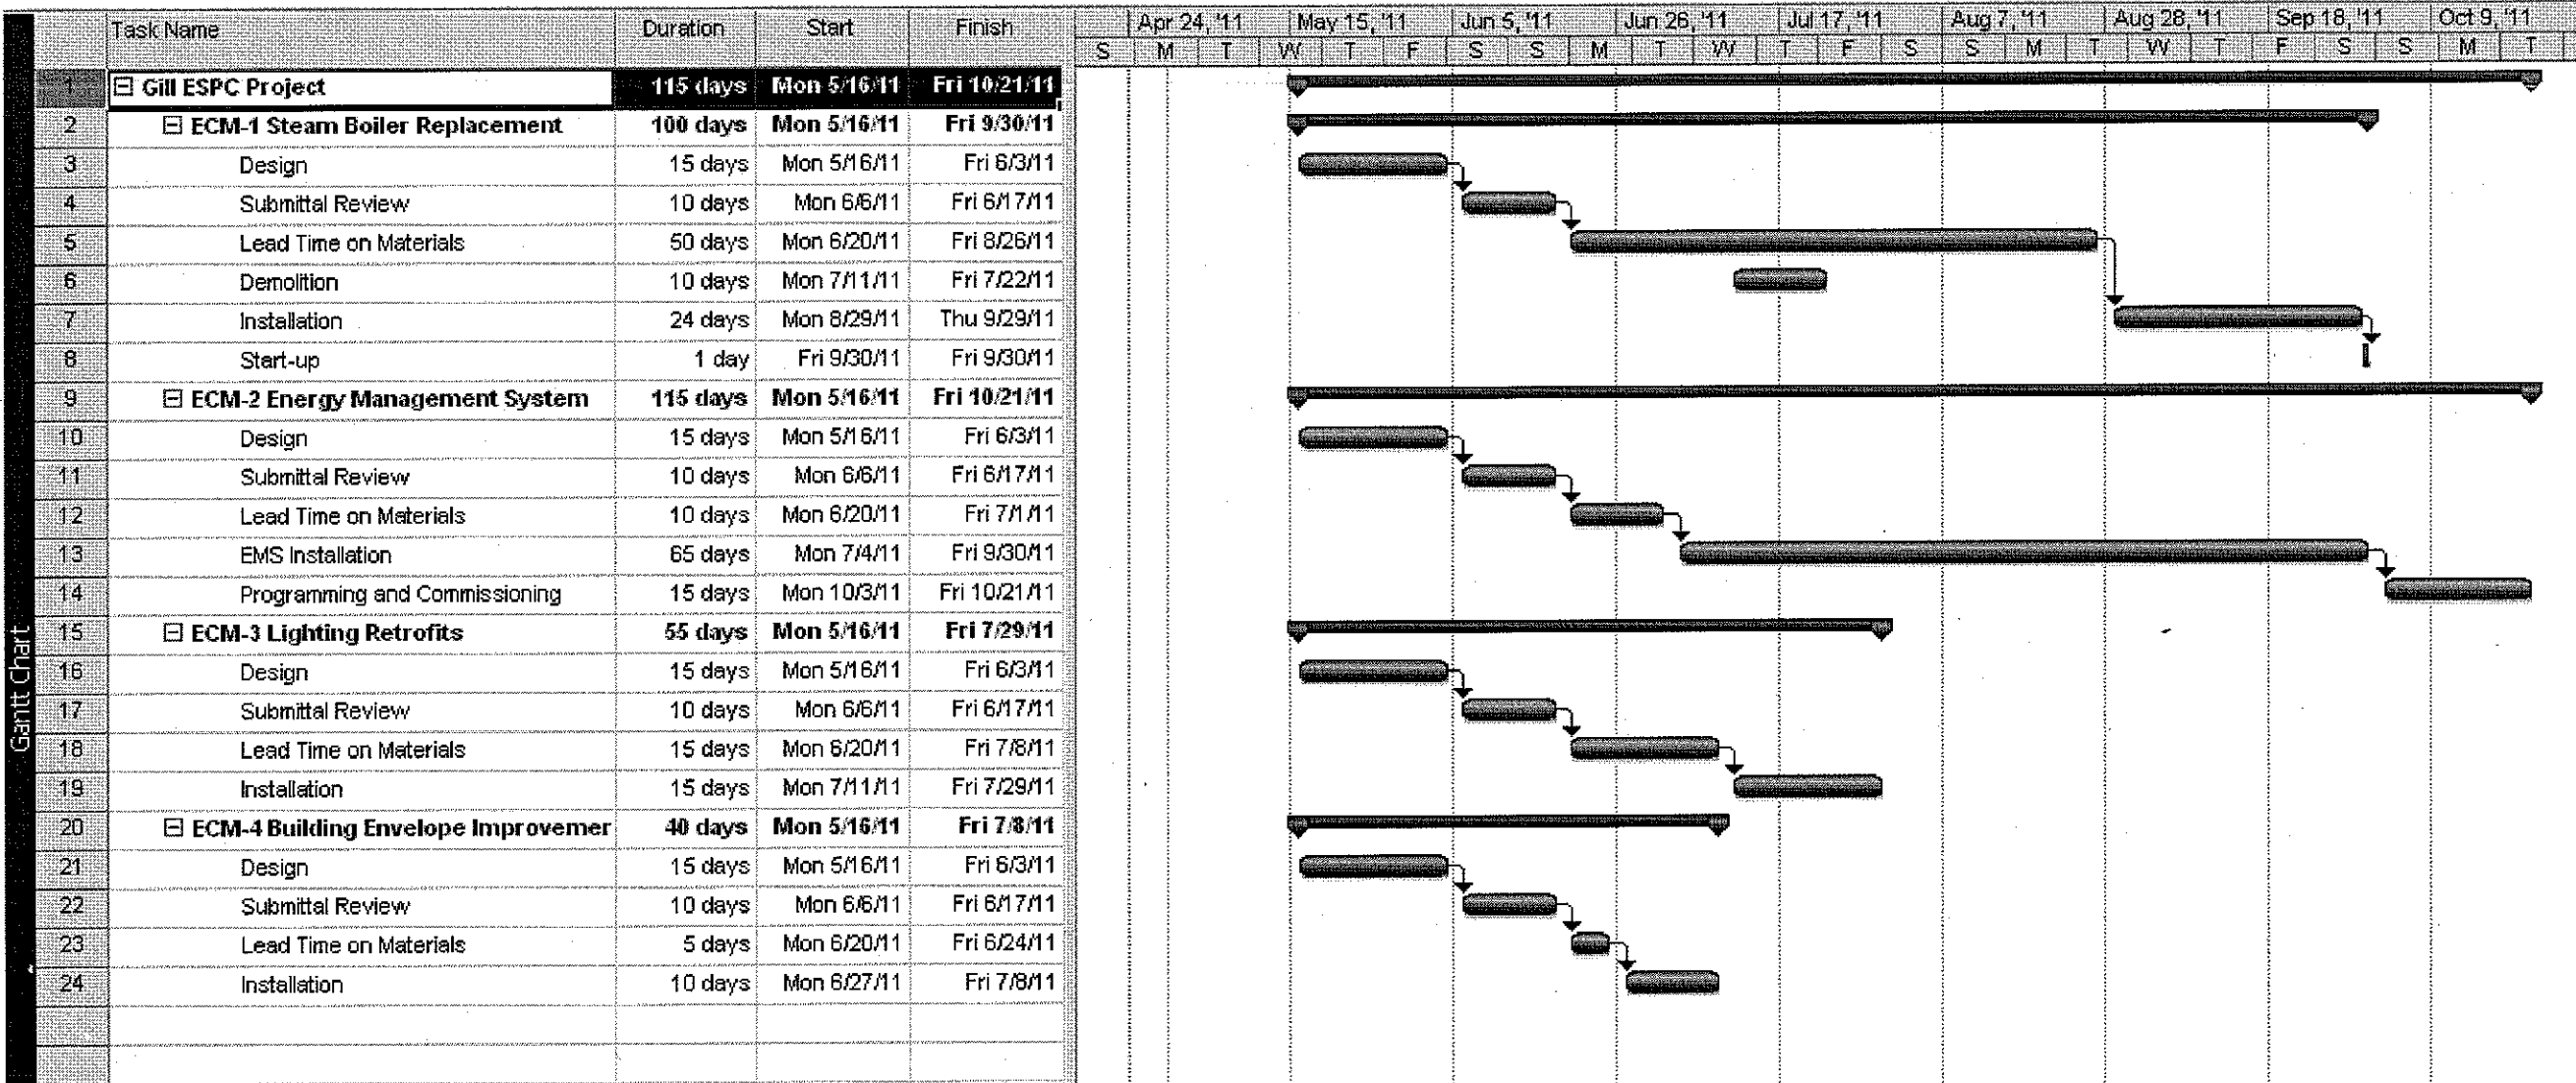 Task Name Duration Start Finish Apr 24, '11 May 15, '11 Jun 5, '11 Jun 26, '11 Jul 17, '11 Aug 7, '11 Aug 28, '11 Sep 18, '11 Oct 9, '11
S M T W T F S S M T W T F S S M T W T F S S M T
1 Gill ESPC Project 115 days Mon 5/16/11 Fri 10/21/11
2 ECM-1 Steam Boiler Replacement 100 days Mon 5/16/11 Fri 9/30/11
3 Design 15 days Mon 5/16/11 Fri 6/3/11
4 Submittal Review 10 days Mon 6/6/11 Fri 6/17/11
5 Lead Time on Materials 50 days Mon 6/20/11 Fri 8/26/11
6 Demolition 10 days Mon 7/11/11 Fri 7/22/11
7 Installation 24 days Mon 8/29/11 Thu 9/29/11
8 Start-up 1 day Fri 9/30/11 Fri 9/30/11
9 ECM-2 Energy Management System 115 days Mon 5/16/11 Fri 10/21/11
10 Design 15 days Mon 5/16/11 Fri 6/3/11
11 Submittal Review 10 days Mon 6/6/11 Fri 6/17/11
12 Lead Time on Materials 10 days Mon 6/20/11 Fri 7/1/11
13 EMS Installation 65 days Mon 7/4/11 Fri 9/30/11
14 Programming and Commissioning 15 days Mon 10/3/11 Fri 10/21/11
15 ECM-3 Lighting Retrofits 55 days Mon 5/16/11 Fri 7/29/11
16 Design 15 days Mon 5/16/11 Fri 6/3/11
17 Submittal Review 10 days Mon 6/6/11 Fri 6/17/11
18 Lead Time on Materials 15 days Mon 6/20/11 Fri 7/8/11
19 Installation 15 days Mon 7/11/11 Fri 7/29/11
20 ECM-4 Building Envelope Improvemer 40 days Mon 5/16/11 Fri 7/8/11
21 Design 15 days Mon 5/16/11 Fri 6/3/11
22 Submittal Review 10 days Mon 6/6/11 Fri 6/17/11
23 Lead Time on Materials 5 days Mon 6/20/11 Fri 6/24/11
24 Installation 10 days Mon 6/27/11 Fri 7/8/11
Gantt Chart